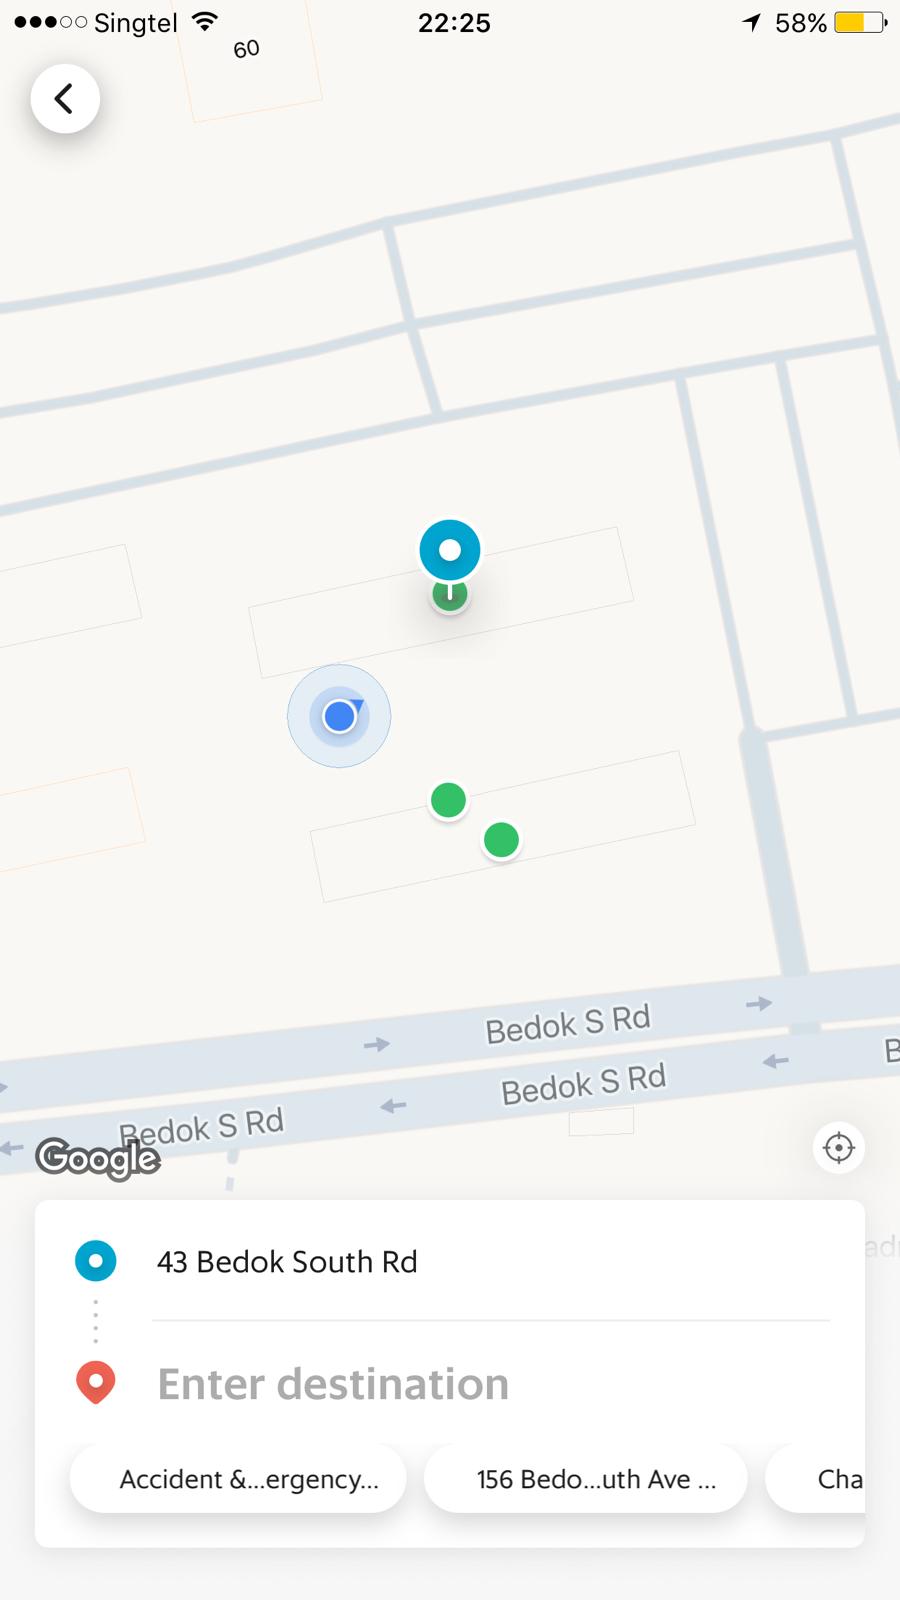 Singtel 22:25 58%
60
Bedok S Rd
Bedok S Rd
Bedok S Rd
B
Google
43 Bedok South Rd
Enter destination
Accident &...ergency... 156 Bedo...uth Ave ... Cha